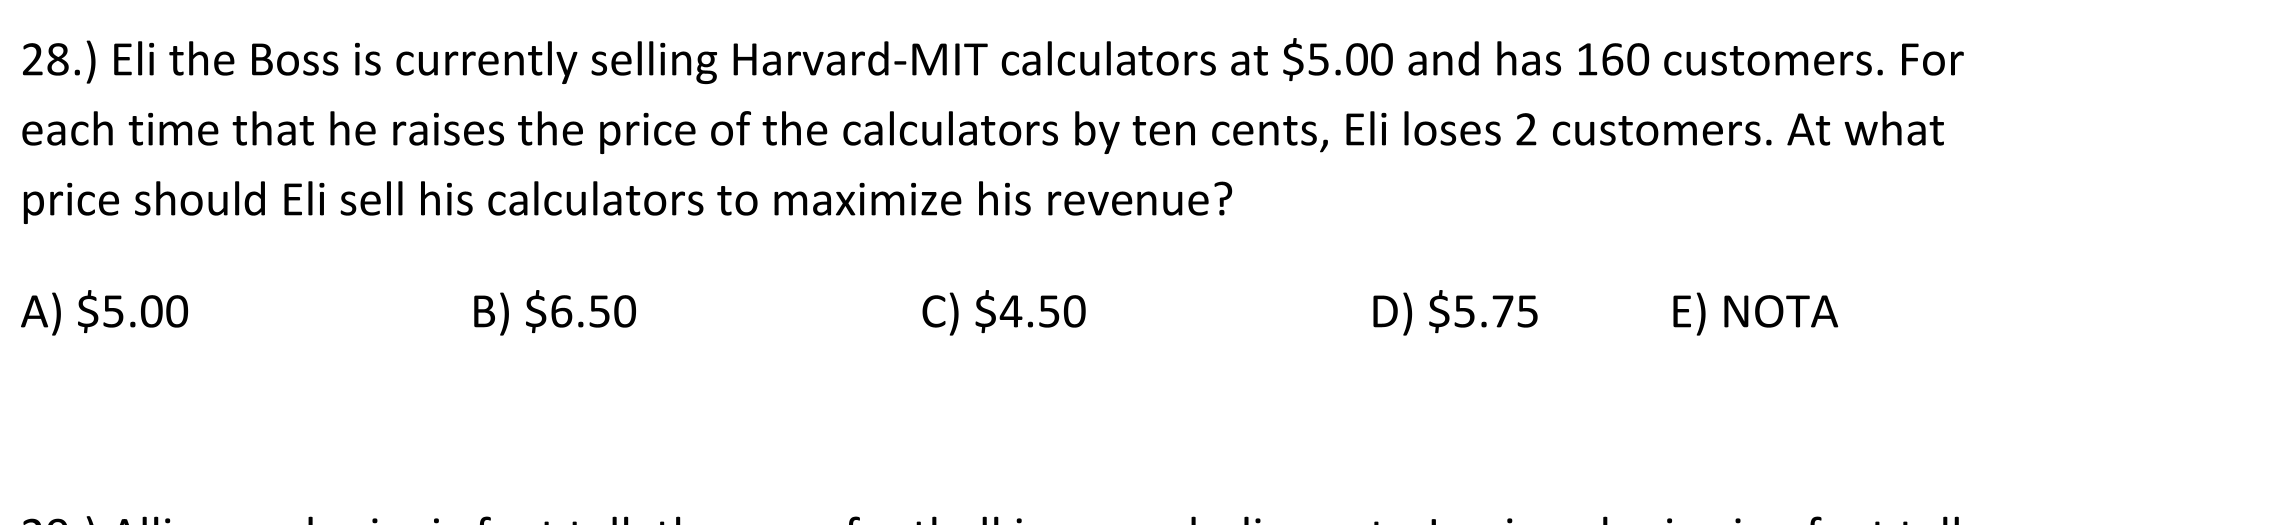 28.) Eli the Boss is currently selling Harvard-MIT calculators at $5.00 and has 160 customers. For
each time that he raises the price of the calculators by ten cents, Eli loses 2 customers. At what
price should Eli sell his calculators to maximize his revenue?
A) $5.00 B) $6.50 C) $4.50 D) $5.75 E) NOTA